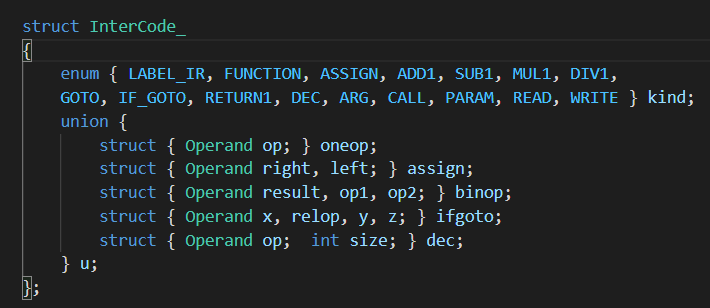 struct InterCode_
{
    enum { LABEL_IR, FUNCTION, ASSIGN, ADD1, SUB1, MUL1, DIV1,
    GOTO, IF_GOTO, RETURN1, DEC, ARG, CALL, PARAM, READ, WRITE } kind;
    union {
        struct { Operand op; } oneop;
        struct { Operand right, left; } assign;
        struct { Operand result, op1, op2; } binop;
        struct { Operand x, relop, y, z; } ifgoto;
        struct { Operand op;  int size; } dec;
    } u;
};